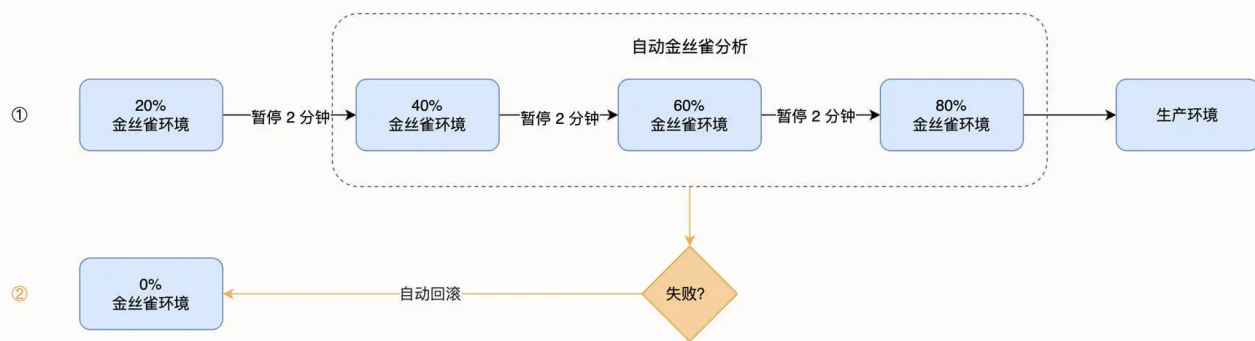 自动金丝雀分析
①
20%
金丝雀环境
暂停 2 分钟
40%
金丝雀环境
暂停 2 分钟
60%
金丝雀环境
暂停 2 分钟
80%
金丝雀环境
生产环境
②
0%
金丝雀环境
自动回滚
失败?